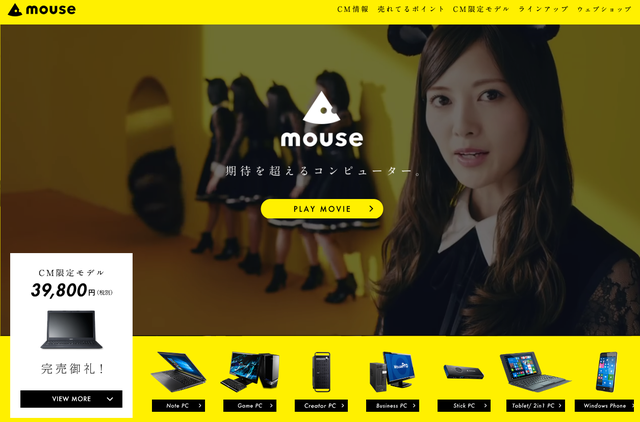 mouse
CM情報 売れてるポイント CM限定モデル ラインアップ ウェブショップ
mouse
期待を超えるコンピューター。
PLAY MOVIE
CM限定モデル
39,800円(税別)
完売御礼!
VIEW MORE
Note PC
Game PC
Creator PC
Business PC
Stick PC
Tablet/ 2in1 PC
Windows Phone